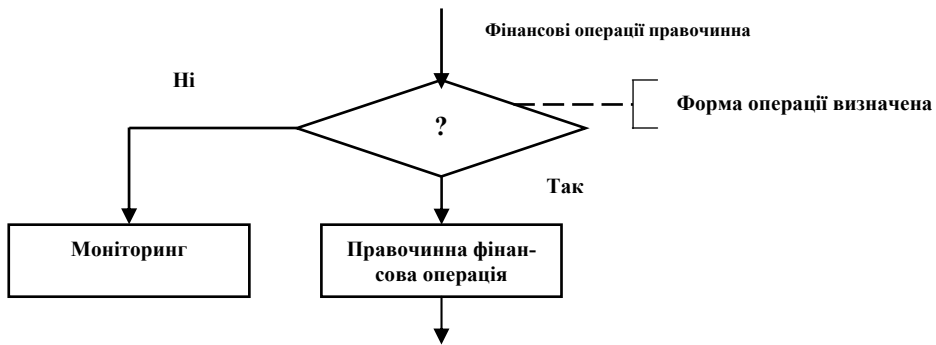 Фінансові операції правочинна
Ні
Форма операції визначена
?
Так
Моніторинг
Правочинна фінан-
сова операція